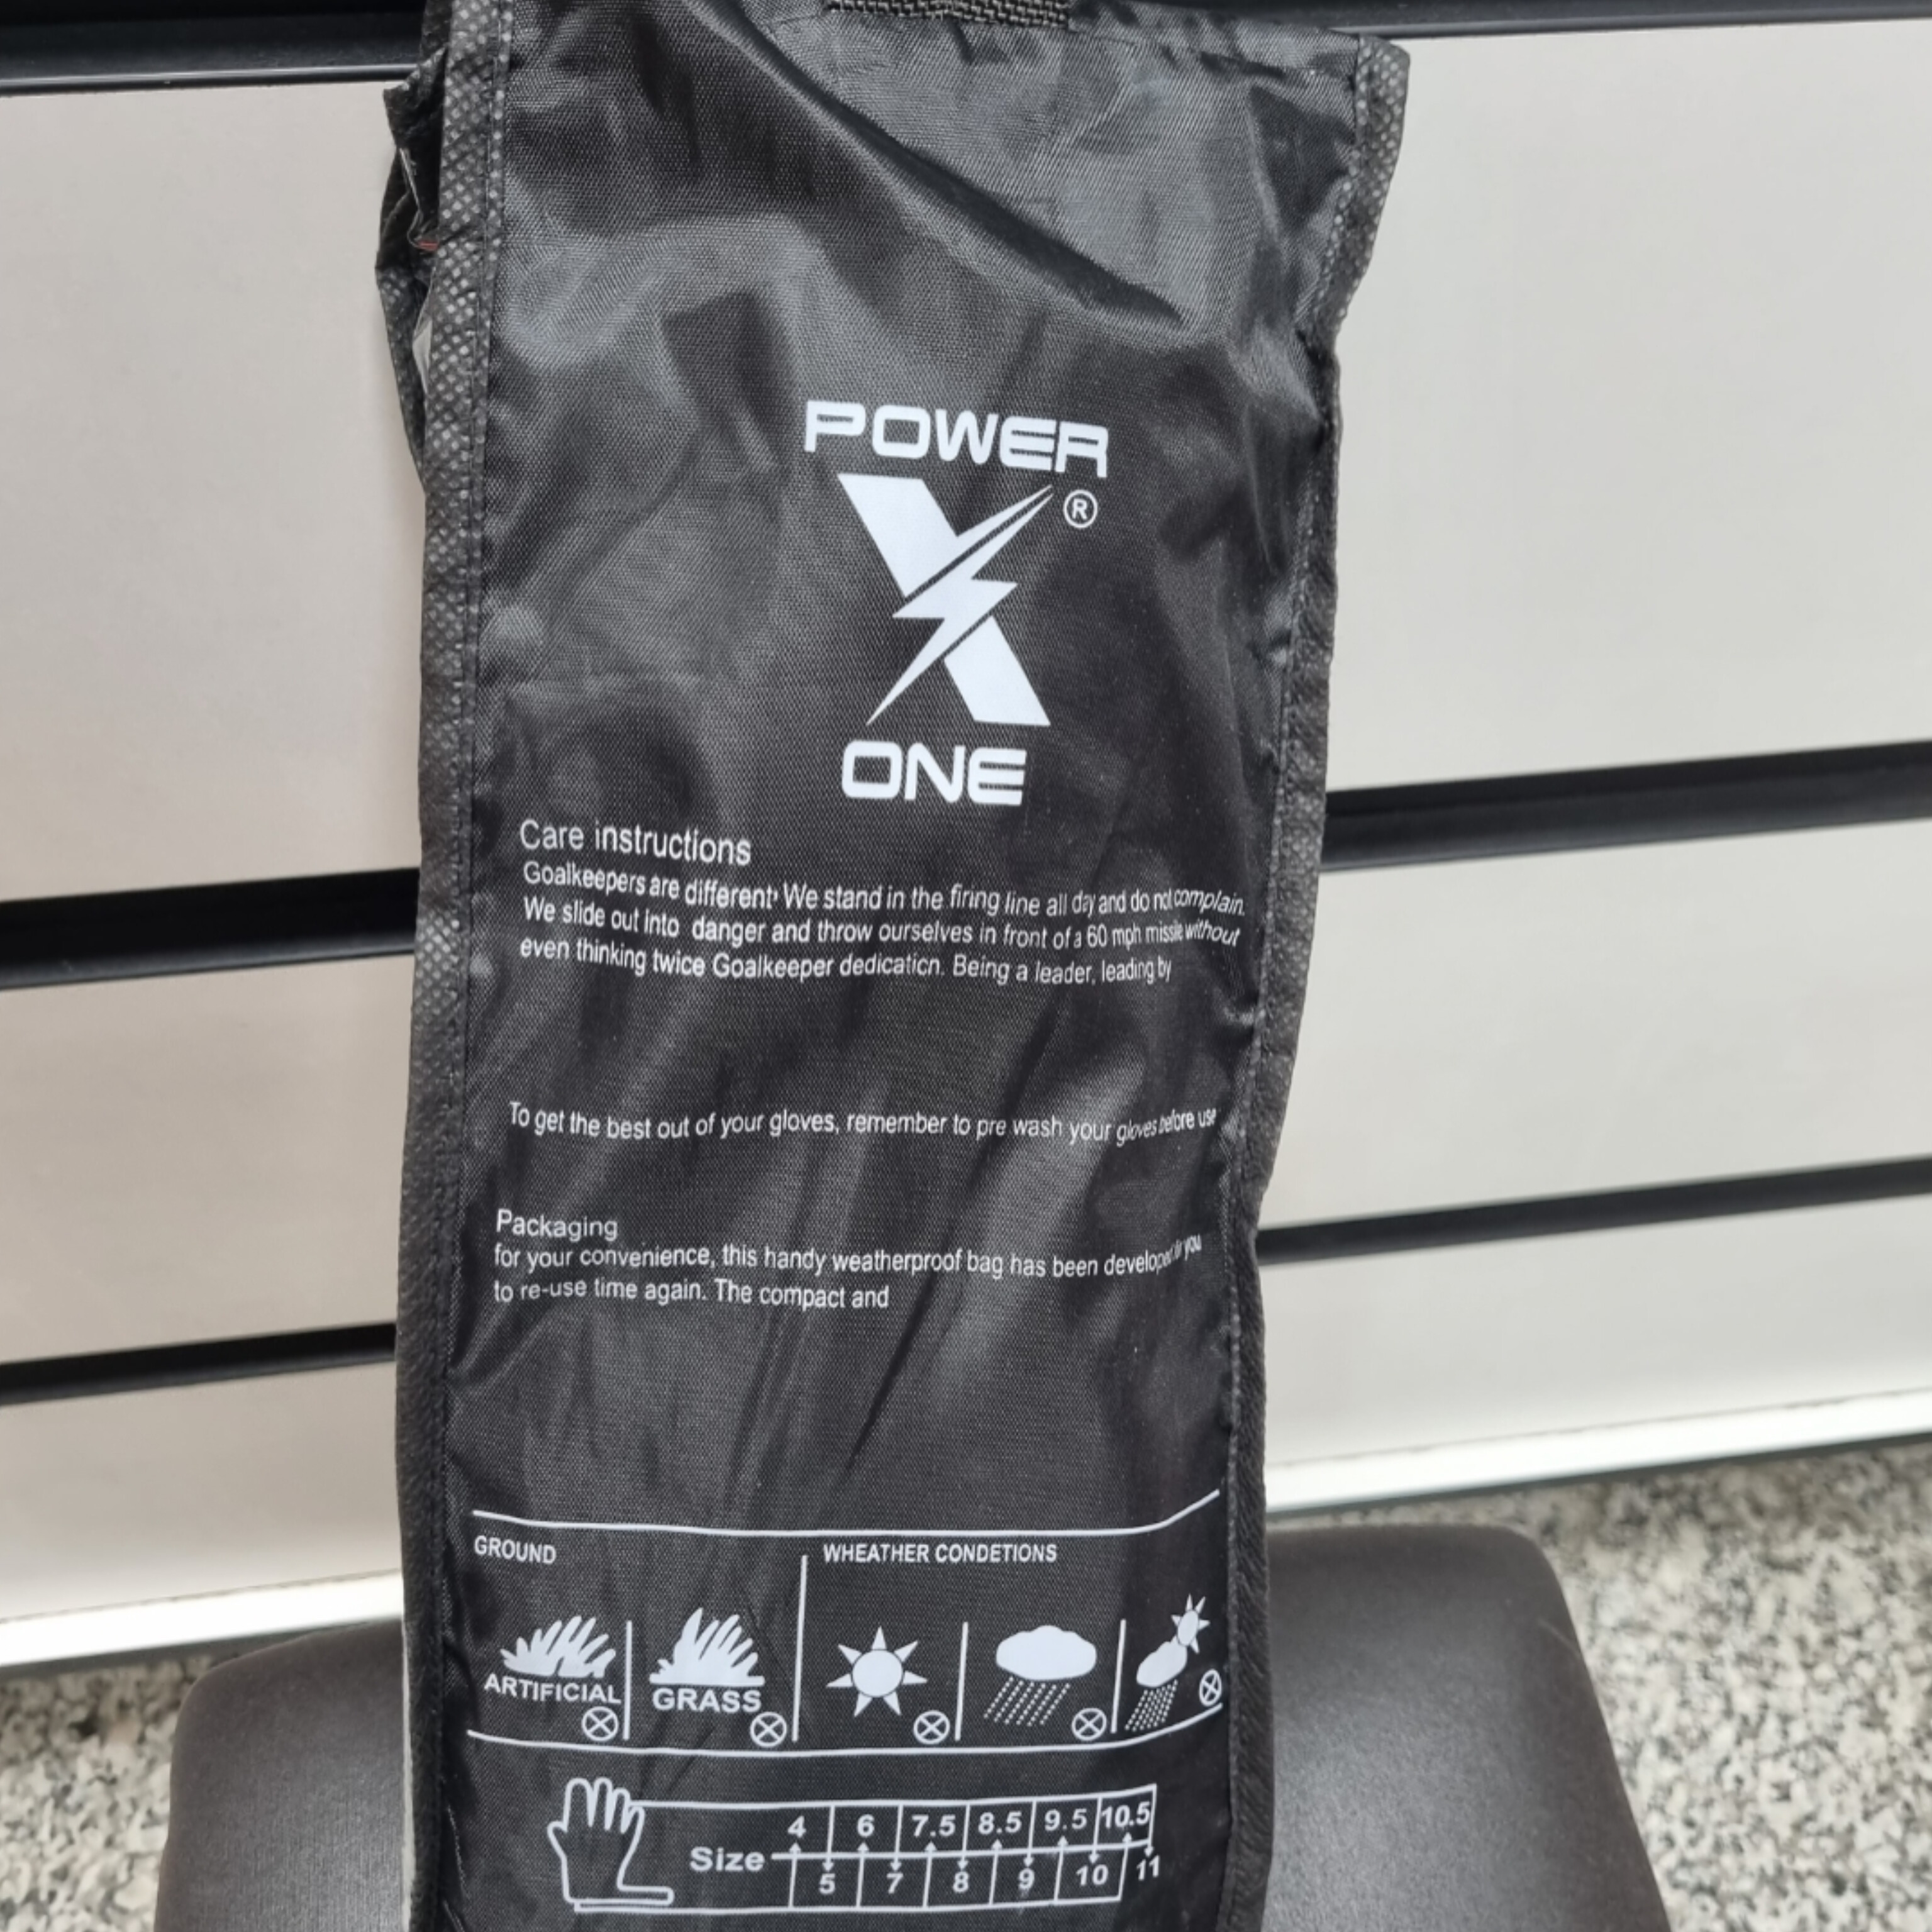 POWER
X ®
ONE
Care instructions
Goalkeepers are different· We stand in the firing line all day and do not complain.
We slide out into danger and throw ourselves in front of a 60 mph missile without
even thinking twice Goalkeeper dedication. Being a leader, leading by
To get the best out of your gloves, remember to pre wash your gloves before use
Packaging
for your convenience, this handy weatherproof bag has been developed for you
to re-use time again. The compact and
GROUND
WHEATHER CONDETIONS
ARTIFICIAL
GRASS
4 6 7.5 8.5 9.5 10.5
Size
5 7 8 9 10 11